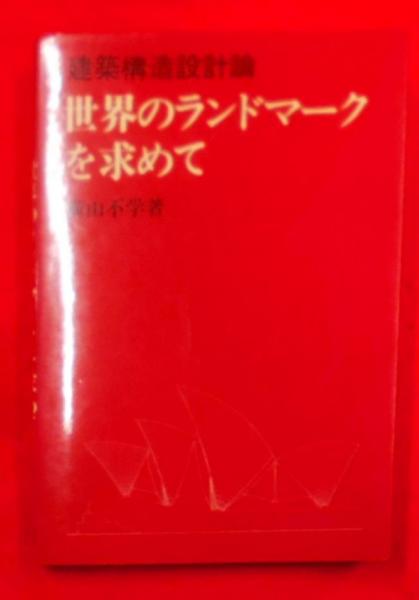 建築構造設計論
世界のランドマーク
を求めて
横山不学著